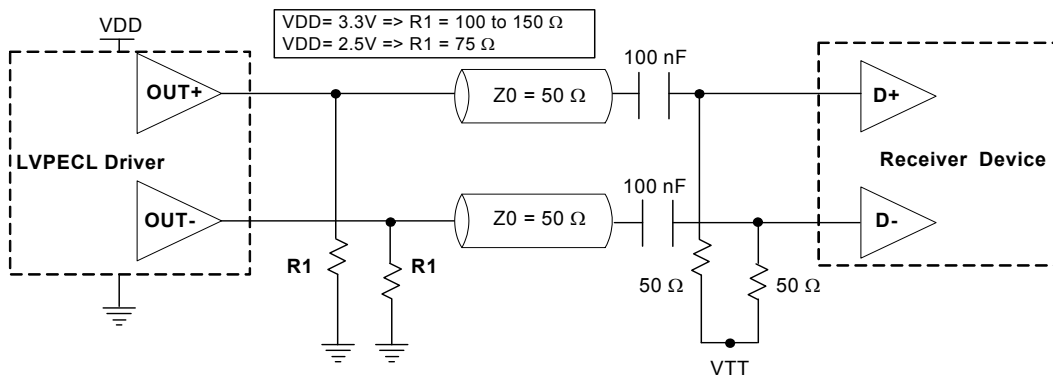 VDD
VDD= 3.3V => R1 = 100 to 150 Ω
VDD= 2.5V => R1 = 75 Ω
100 nF
OUT+
Z0 = 50 Ω
D+
LVPECL Driver
Receiver Device
100 nF
OUT-
Z0 = 50 Ω
D-
R1
R1
50 Ω
50 Ω
VTT